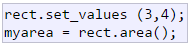 rect.set_values (3,4);
myarea = rect.area();